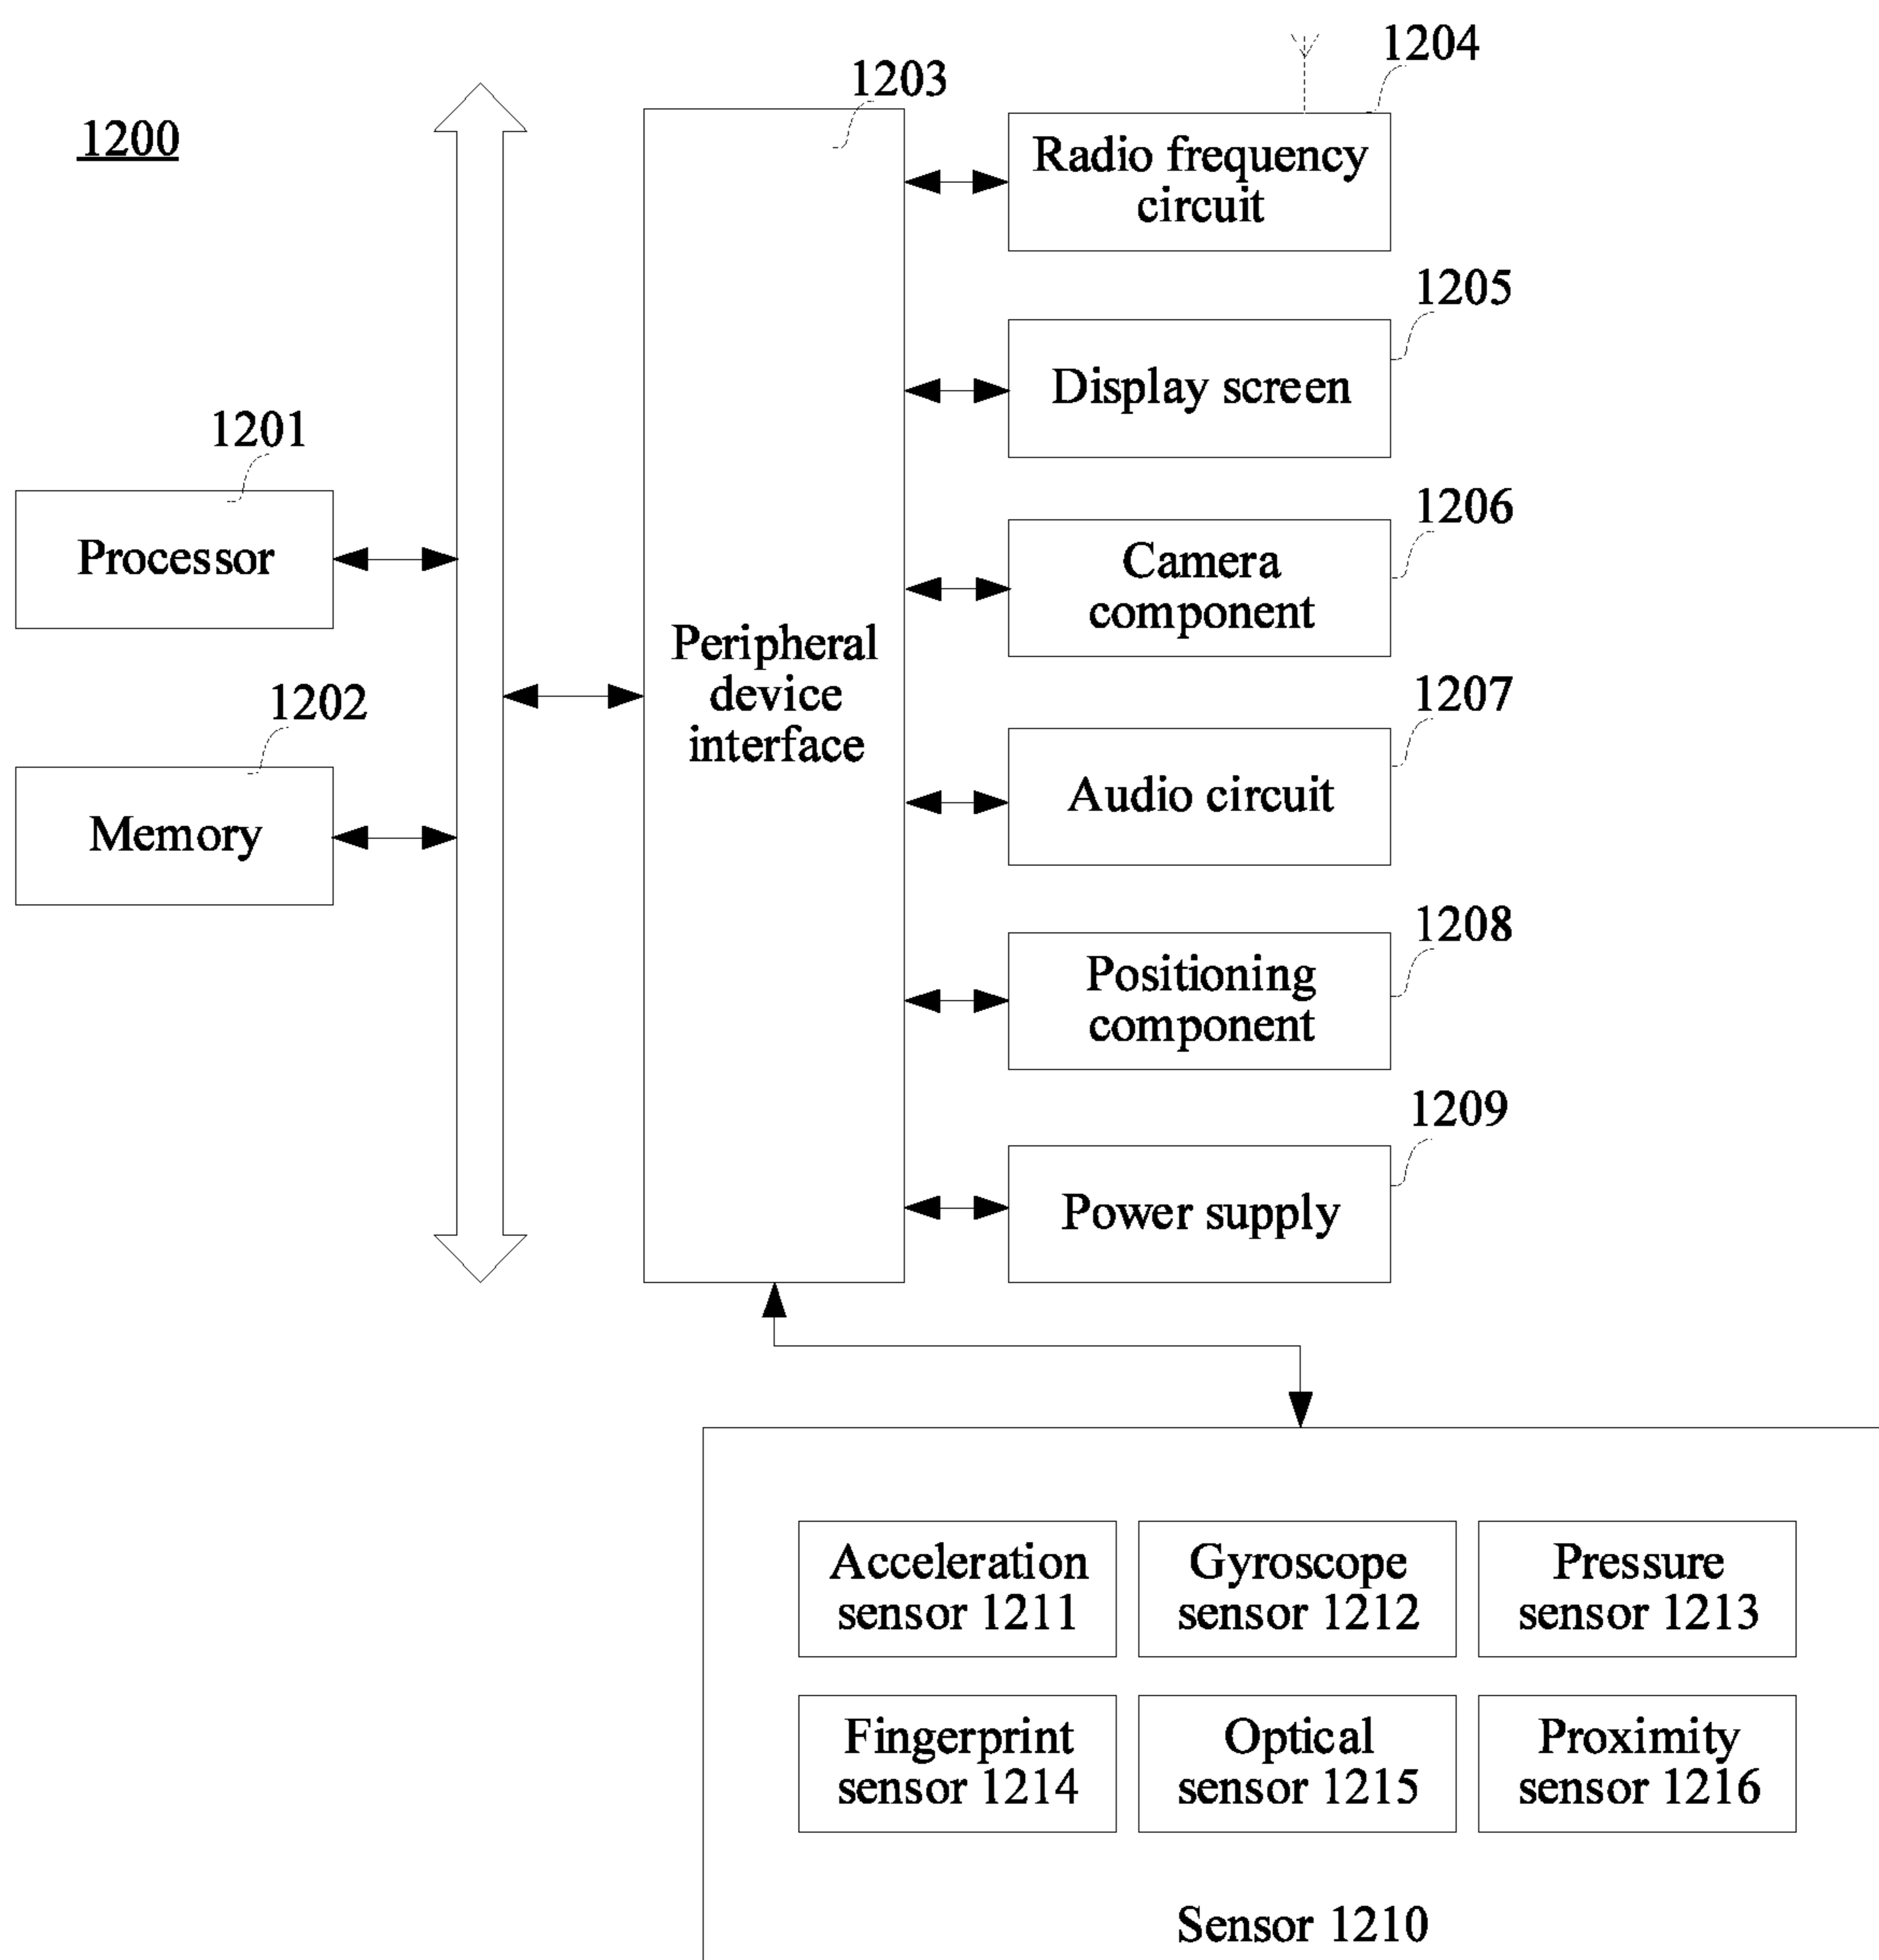 1200
1203
1204
Radio frequency
circuit
1205
Display screen
1201
Processor
1206
Camera
component
Peripheral
device
interface
1202
Memory
1207
Audio circuit
1208
Positioning
component
1209
Power supply
Acceleration
sensor 1211
Gyroscope
sensor 1212
Pressure
sensor 1213
Fingerprint
sensor 1214
Optical
sensor 1215
Proximity
sensor 1216
Sensor 1210